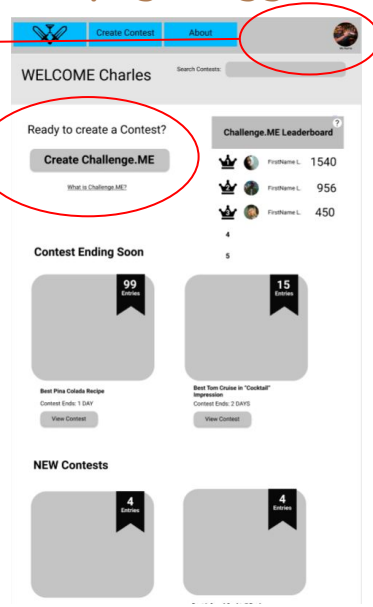 Create Contest
About
WELCOME Charles
Search Contests:
Ready to create a Contest?
Create Challenge.ME
What is Challenge.ME?
?
Challenge.ME Leaderboard
1
FirstName L.
1540
2
FirstName L.
956
3
FirstName L.
450
4
5
Contest Ending Soon
99
Entries
15
Entries
Best Pina Colada Recipe
Contest Ends: 1 DAY
View Contest
Best Tom Cruise in "Cocktail"
Impression
Contest Ends: 2 DAYS
View Contest
NEW Contests
4
Entries
4
Entries